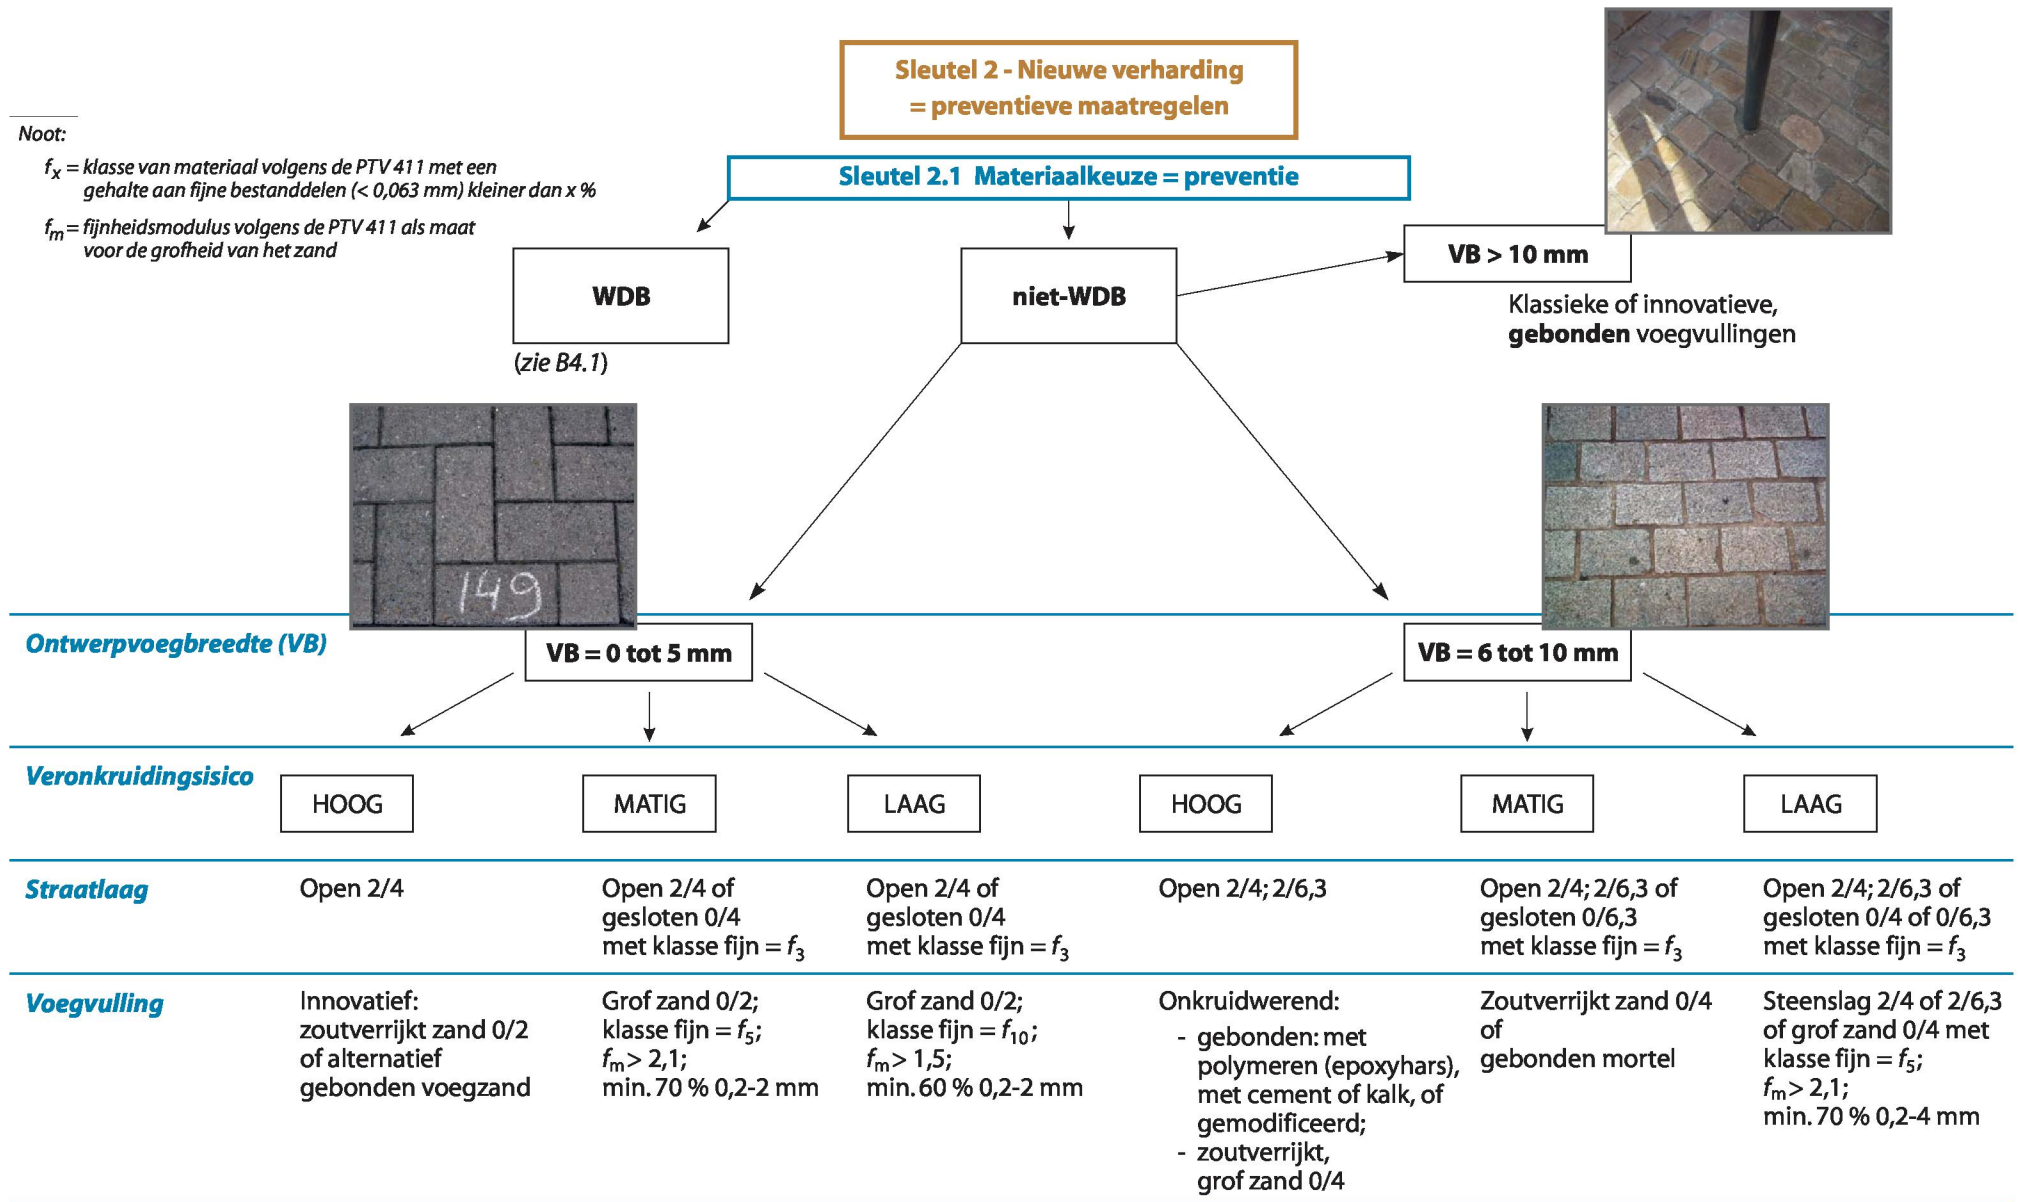 Sleutel 2 - Nieuwe verharding
= preventieve maatregelen
Noot:
fx = klasse van materiaal volgens de PTV 411 met een
gehalte aan fijne bestanddelen (< 0,063 mm) kleiner dan x %
fm = fijnheidsmodulus volgens de PTV 411 als maat
voor de grofheid van het zand
Sleutel 2.1 Materiaalkeuze = preventie
WDB
(zie B4.1)
niet-WDB
VB > 10 mm
Klassieke of innovatieve,
gebonden voegvullingen
149
Ontwerpvoegbreedte (VB)
VB = 0 tot 5 mm
VB = 6 tot 10 mm
Veronkruidingsisico
HOOG
MATIG
LAAG
HOOG
MATIG
LAAG
Straatlaag
Open 2/4
Open 2/4 of
gesloten 0/4
met klasse fijn = f3
Open 2/4 of
gesloten 0/4
met klasse fijn = f3
Open 2/4; 2/6,3
Open 2/4; 2/6,3 of
gesloten 0/6,3
met klasse fijn = f3
Open 2/4; 2/6,3 of
gesloten 0/4 of 0/6,3
met klasse fijn = f3
Voegvulling
Innovatief:
zoutverrijkt zand 0/2
of alternatief
gebonden voegzand
Grof zand 0/2;
klasse fijn = f5;
fm > 2,1;
min. 70 % 0,2-2 mm
Grof zand 0/2;
klasse fijn = f10;
fm > 1,5;
min. 60 % 0,2-2 mm
Onkruidwerend:
- gebonden: met
polymeren (epoxyhars),
met cement of kalk, of
gemodificeerd;
- zoutverrijkt,
grof zand 0/4
Zoutverrijkt zand 0/4
of
gebonden mortel
Steenslag 2/4 of 2/6,3
of grof zand 0/4 met
klasse fijn = f5;
fm > 2,1;
min. 70 % 0,2-4 mm